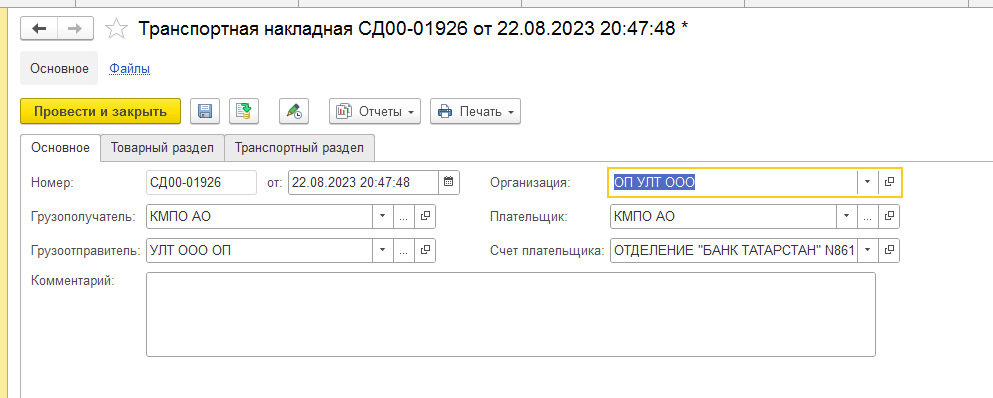 Транспортная накладная СД00-01926 от 22.08.2023 20:47:48 *
Основное Файлы
Провести и закрыть Отчеты Печать
Основное Товарный раздел Транспортный раздел
Номер: СД00-01926 от: 22.08.2023 20:47:48 Организация: ОП УЛТ ООО
Грузополучатель: КМПО АО ... Плательщик: КМПО АО ...
Грузоотправитель: УЛТ ООО ОП ... Счет плательщика: ОТДЕЛЕНИЕ "БАНК ТАТАРСТАН" N861
Комментарий: